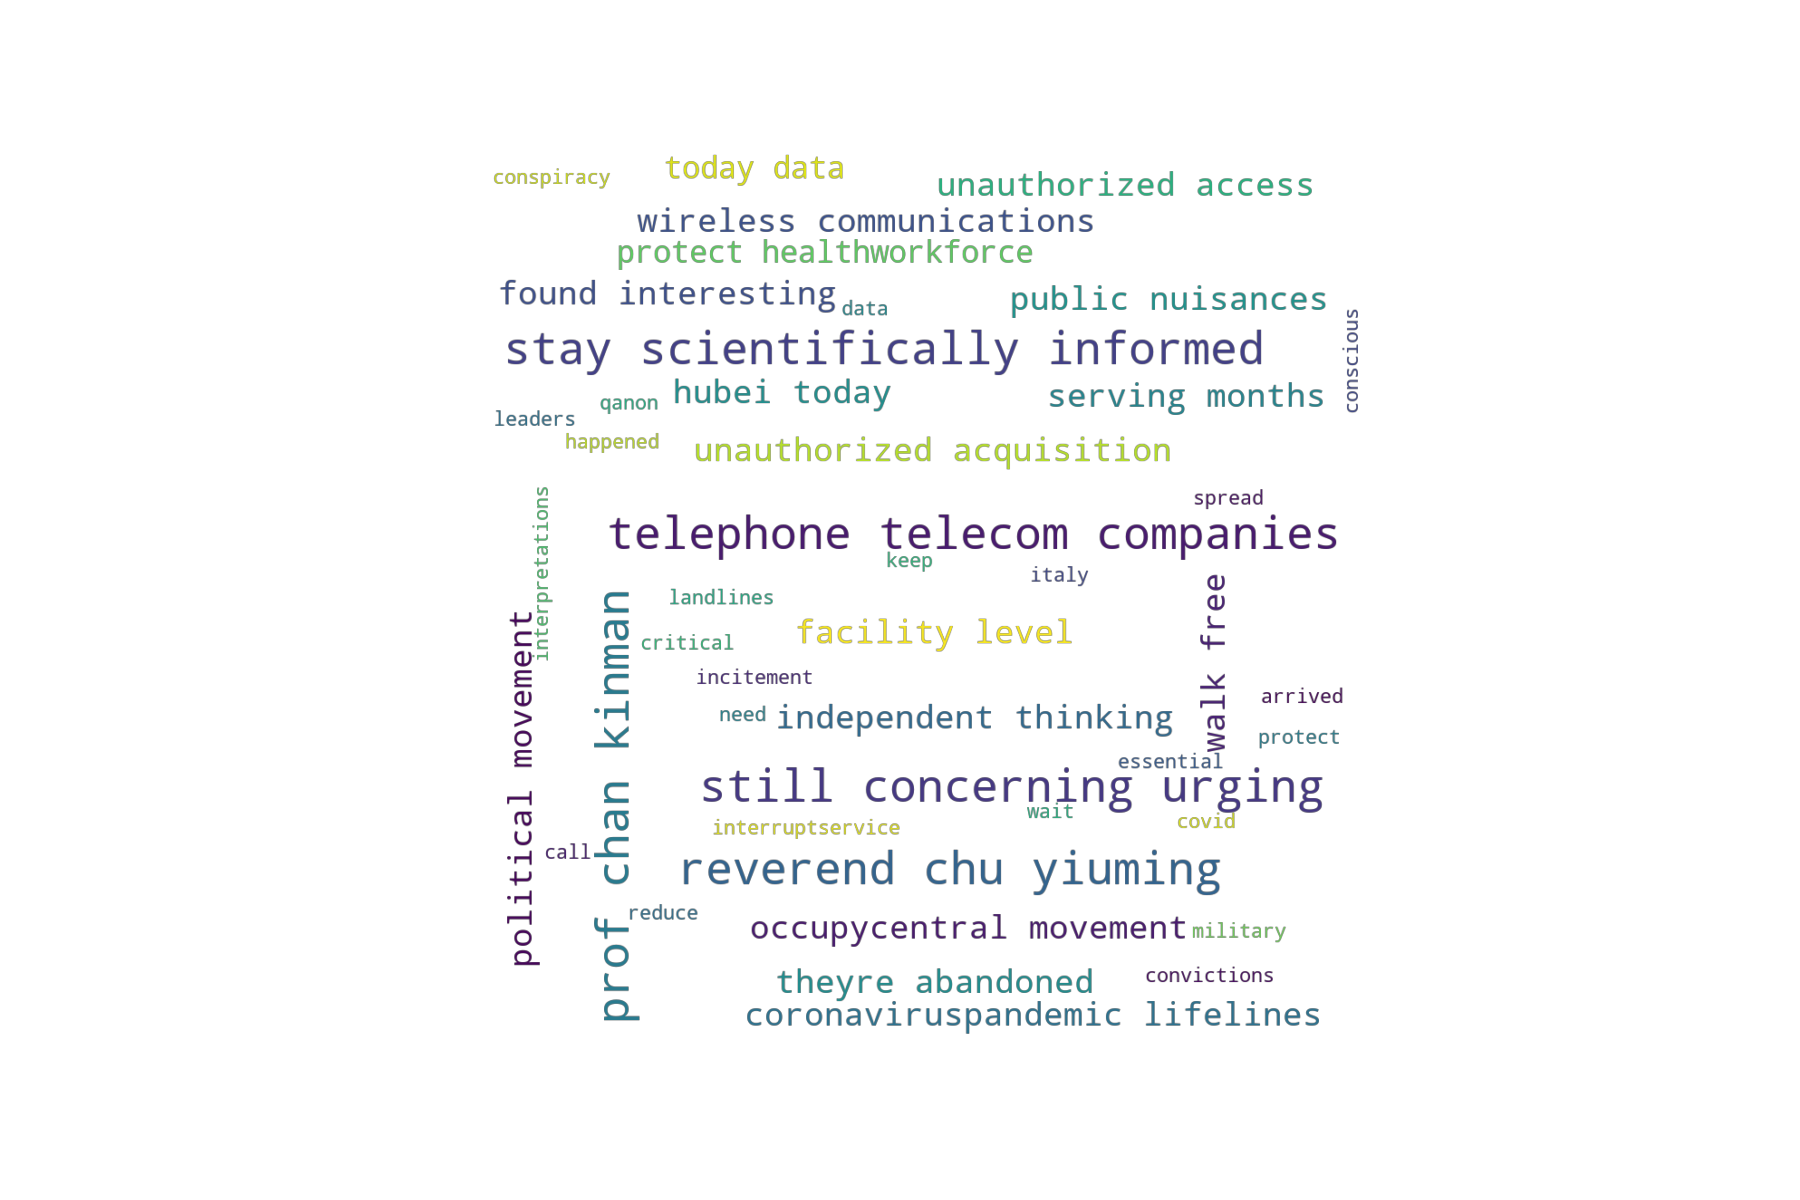 conspiracy
today data
unauthorized access
wireless communications
protect healthworkforce
found interesting
data
public nuisances
conscious
stay scientifically informed
hubei today
serving months
qanon
leaders
happened
unauthorized acquisition
interpretations
spread
telephone telecom companies
keep
italy
walk free
landlines
prof chan kinman
political movement
critical
facility level
incitement
need
independent thinking
arrived
protect
essential
still concerning urging
wait
covid
interruptservice
call
reverend chu yiuming
reduce
occupycentral movement
military
theyre abandoned
convictions
coronaviruspandemic lifelines